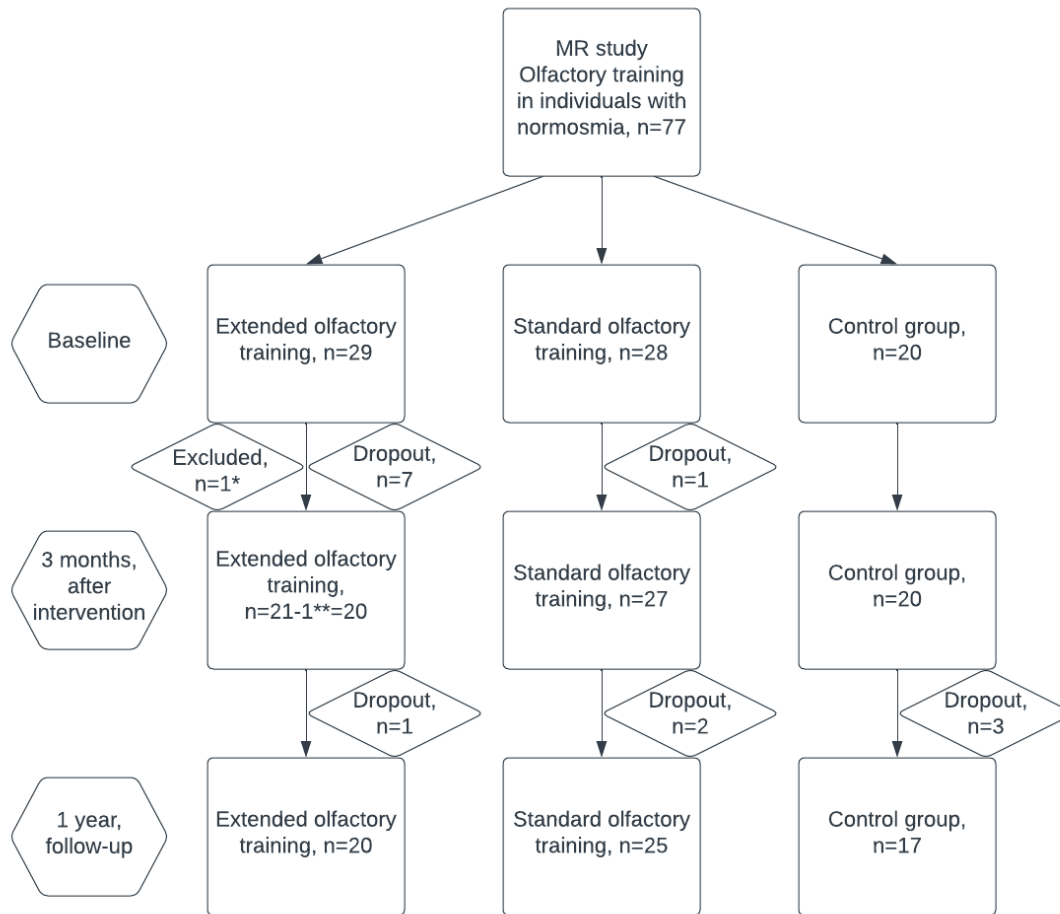 MR study
Olfactory training
in individuals with
normosmia, n=77
Baseline
Extended olfactory
training, n=29
Standard olfactory
training, n=28
Control group,
n=20
Excluded,
n=1*
Dropout,
n=7
Dropout,
n=1
3 months,
after
intervention
Extended olfactory
training,
n=21-1**=20
Standard olfactory
training, n=27
Control group,
n=20
Dropout,
n=1
Dropout,
n=2
Dropout,
n=3
1 year,
follow-up
Extended olfactory
training, n=20
Standard olfactory
training, n=25
Control group,
n=17